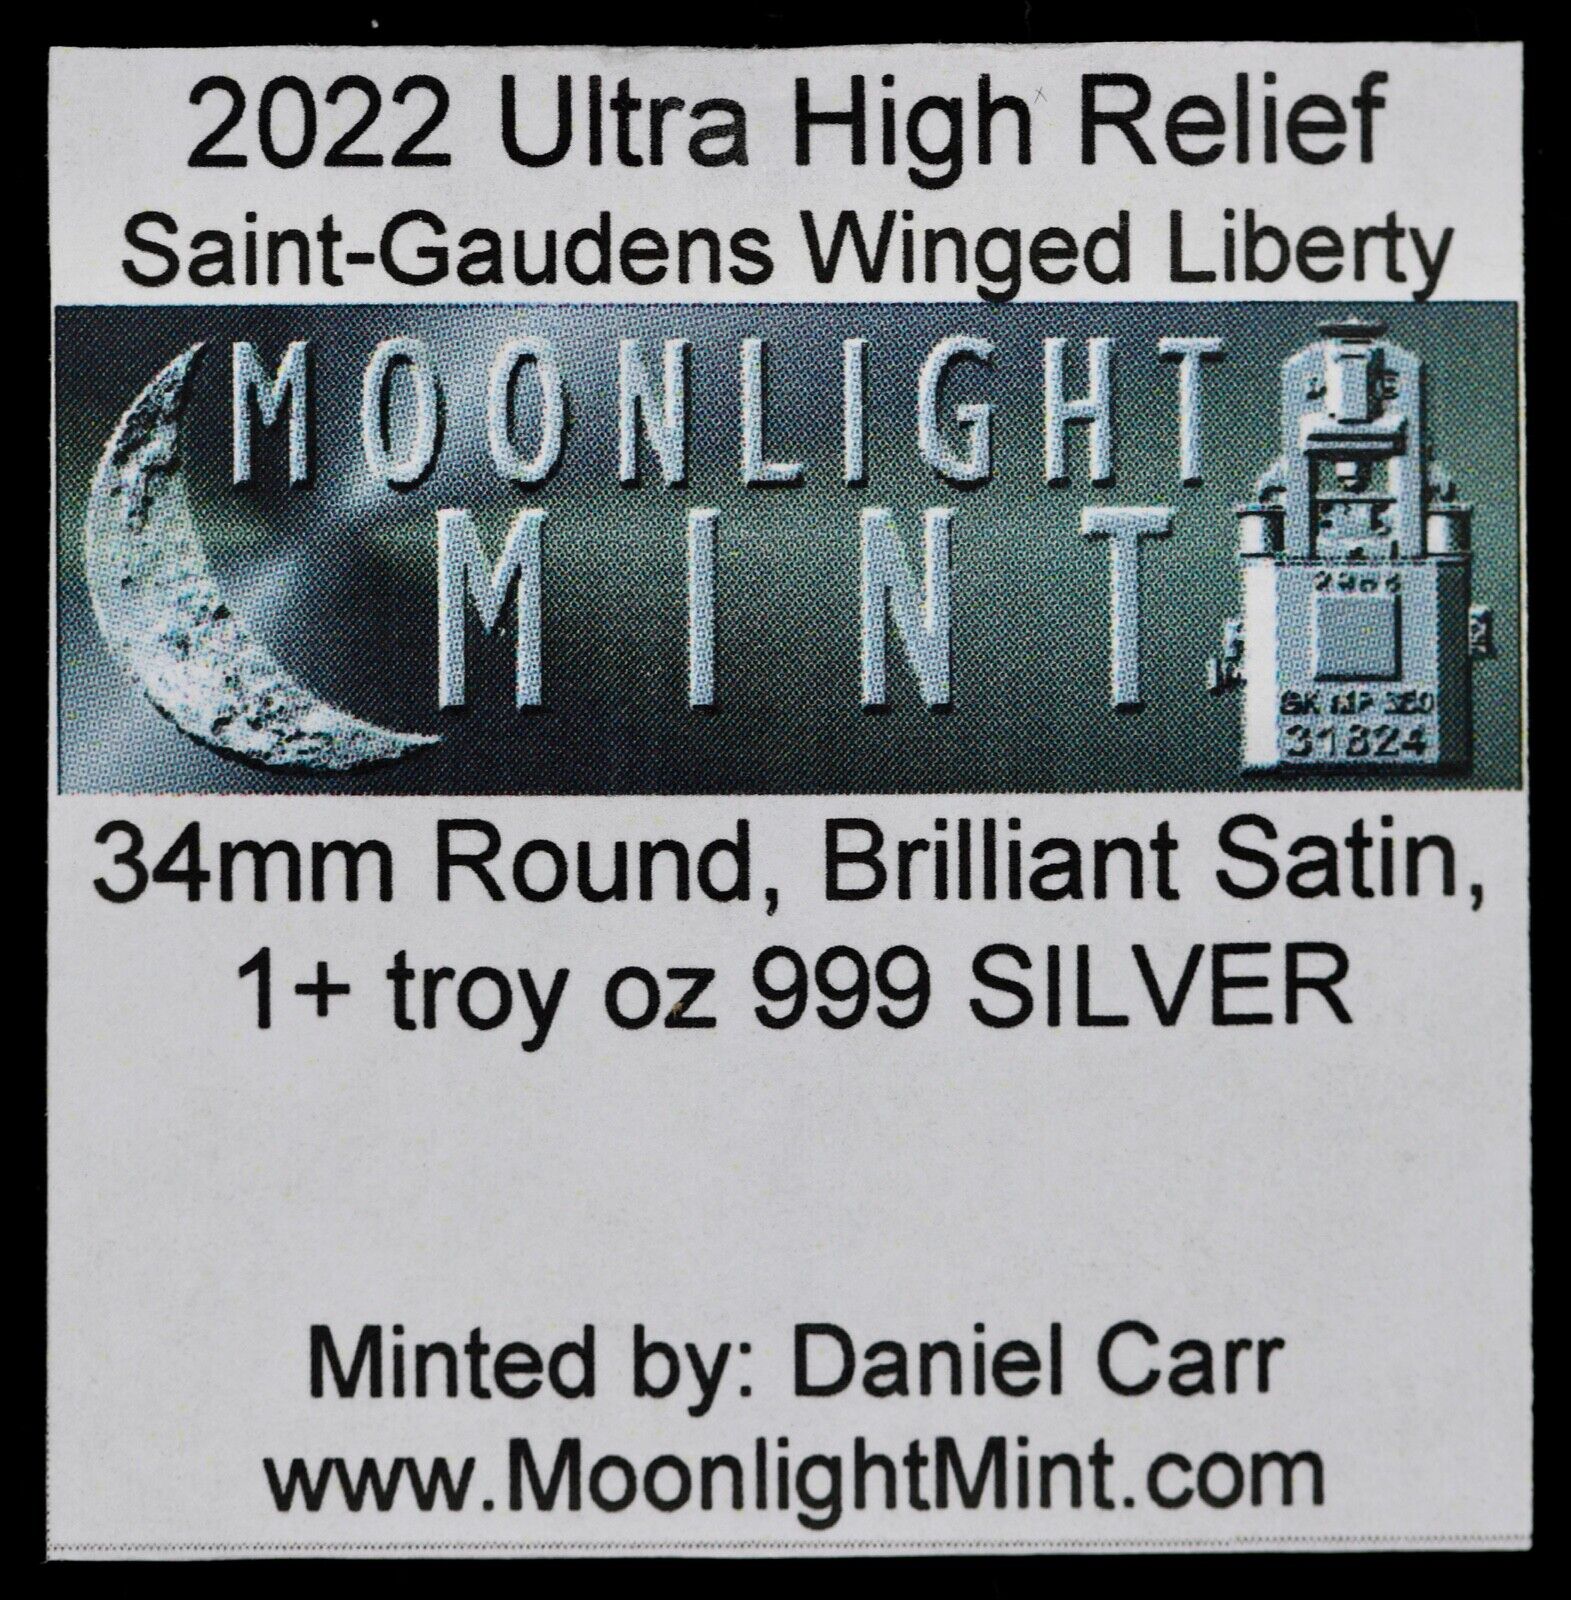 2022 Ultra High Relief
Saint-Gaudens Winged Liberty
MOONLIGHT
MINT
31824
34mm Round, Brilliant Satin,
1+ troy oz 999 SILVER
Minted by: Daniel Carr
www.MoonlightMint.com